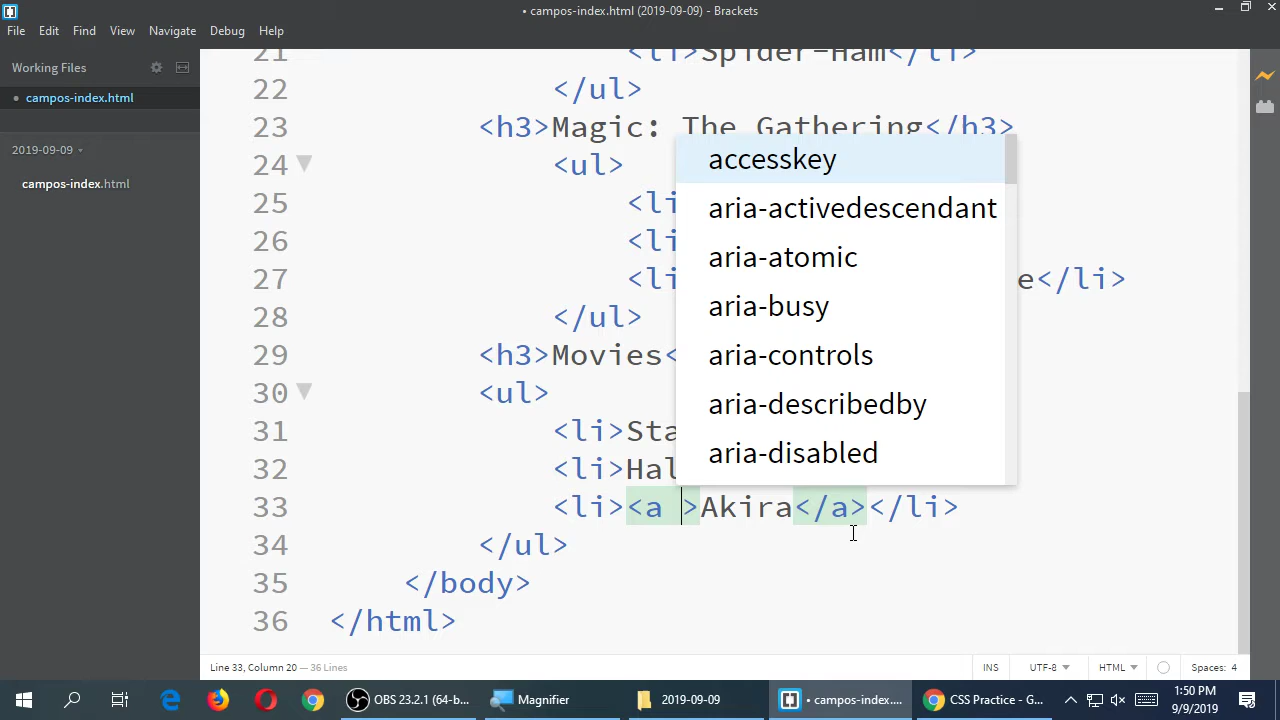 • campos-index.html (2019-09-09) - Brackets
File Edit Find View Navigate Debug Help
Working Files
• campos-index.html
2019-09-09
campos-index.html
21 <li>Spider-Ham</li>
22 </ul>
23 <h3>Magic: The Gathering</h3>
24 <ul>
25 <li
26 <li
27 <li e</li>
28 </ul>
29 <h3>Movies<
30 <ul>
31 <li>Sta
32 <li>Hal
33 <li><a >Akira</a></li>
34 </ul>
35 </body>
36 </html>
accesskey
aria-activedescendant
aria-atomic
aria-busy
aria-controls
aria-describedby
aria-disabled
Line 33, Column 20 — 36 Lines
INS UTF-8 HTML Spaces: 4
OBS 23.2.1 (64-b... Magnifier 2019-09-09 • campos-index.... CSS Practice - G...
1:50 PM
9/9/2019